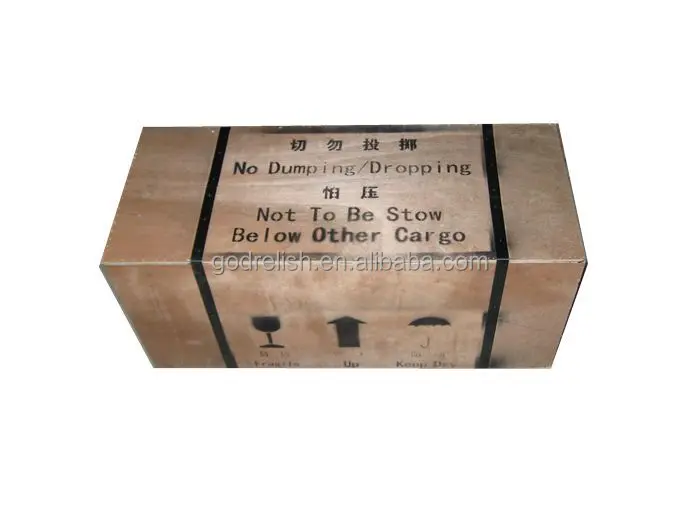 切勿投掷
No Dumping/Dropping
怕压
Not To Be Stow
Below Other Cargo
godrelish.en.alibaba.com
Fragile Up Keep Dry